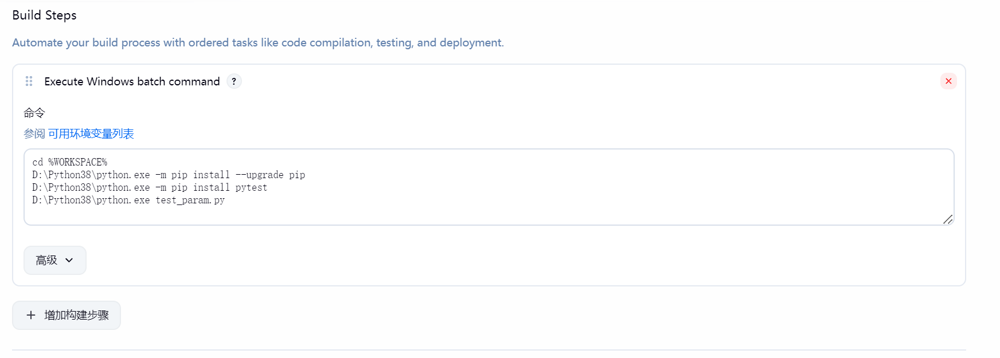 Build Steps
Automate your build process with ordered tasks like code compilation, testing, and deployment.
Execute Windows batch command ?
命令
参阅 可用环境变量列表
cd %WORKSPACE%
D:\Python38\python.exe -m pip install --upgrade pip
D:\Python38\python.exe -m pip install pytest
D:\Python38\python.exe test_param.py
高级
增加构建步骤